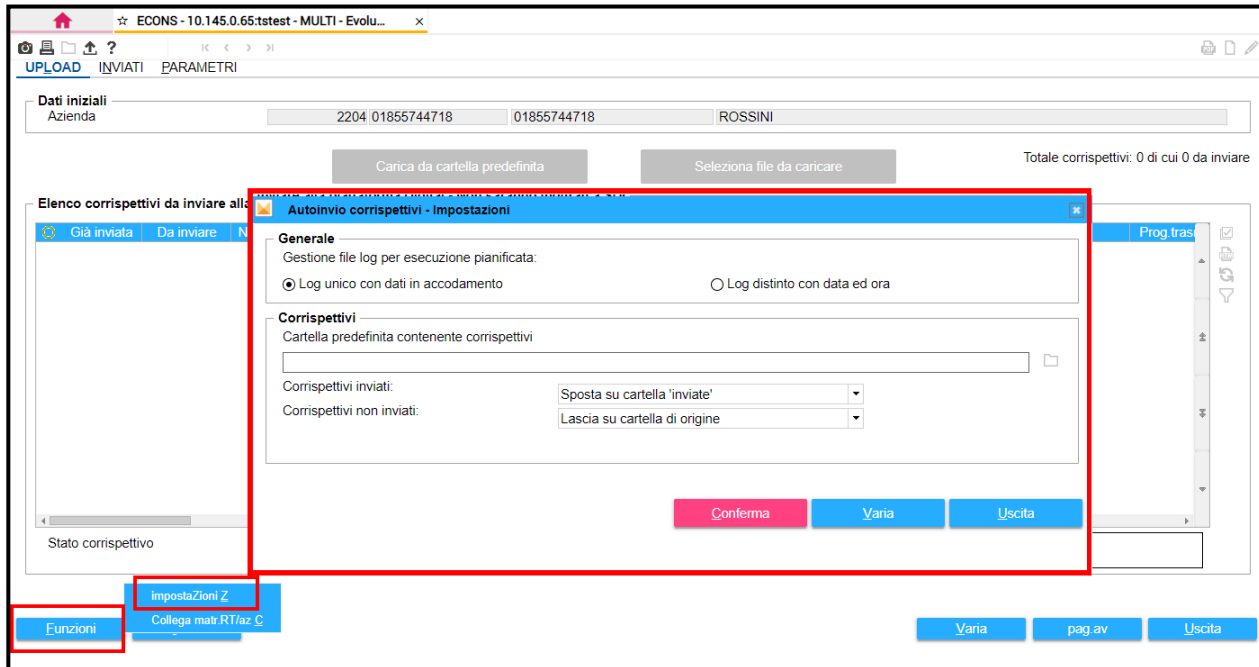 ECONS - 10.145.0.65:tstest - MULTI - Evolu...
UPLOAD INVIATI PARAMETRI
Dati iniziali
Azienda 2204 01855744718 01855744718 ROSSINI
Carica da cartella predefinita Seleziona file da caricare Totale corrispettivi: 0 di cui 0 da inviare
Elenco corrispettivi da inviare alla
Già inviata Da inviare N Prog.tras
Autoinvio corrispettivi - Impostazioni
Generale
Gestione file log per esecuzione pianificata:
Log unico con dati in accodamento Log distinto con data ed ora
Corrispettivi
Cartella predefinita contenente corrispettivi
Corrispettivi inviati: Sposta su cartella 'inviate'
Corrispettivi non inviati: Lascia su cartella di origine
Conferma Varia Uscita
Stato corrispettivo
impostaZioni Z
Collega matr.RT/az C
Funzioni Varia pag.av Uscita